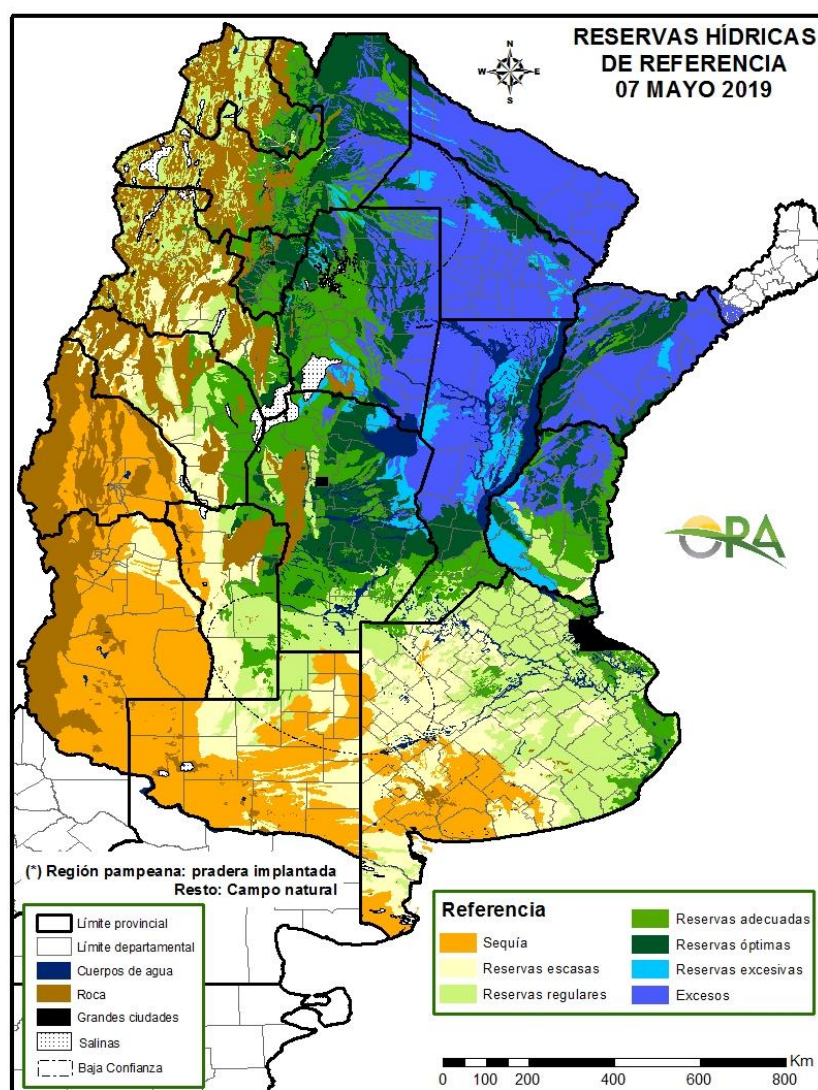 RESERVAS HÍDRICAS
DE REFERENCIA
07 MAYO 2019
N
W E
S
OPA
(*) Región pampeana: pradera implantada
Resto: Campo natural
Límite provincial
Límite departamental
Cuerpos de agua
Roca
Grandes ciudades
Salinas
Baja Confianza
Referencia
Sequía
Reservas escasas
Reservas regulares
Reservas adecuadas
Reservas óptimas
Reservas excesivas
Excesos
Km
0 100 200 400 600 800